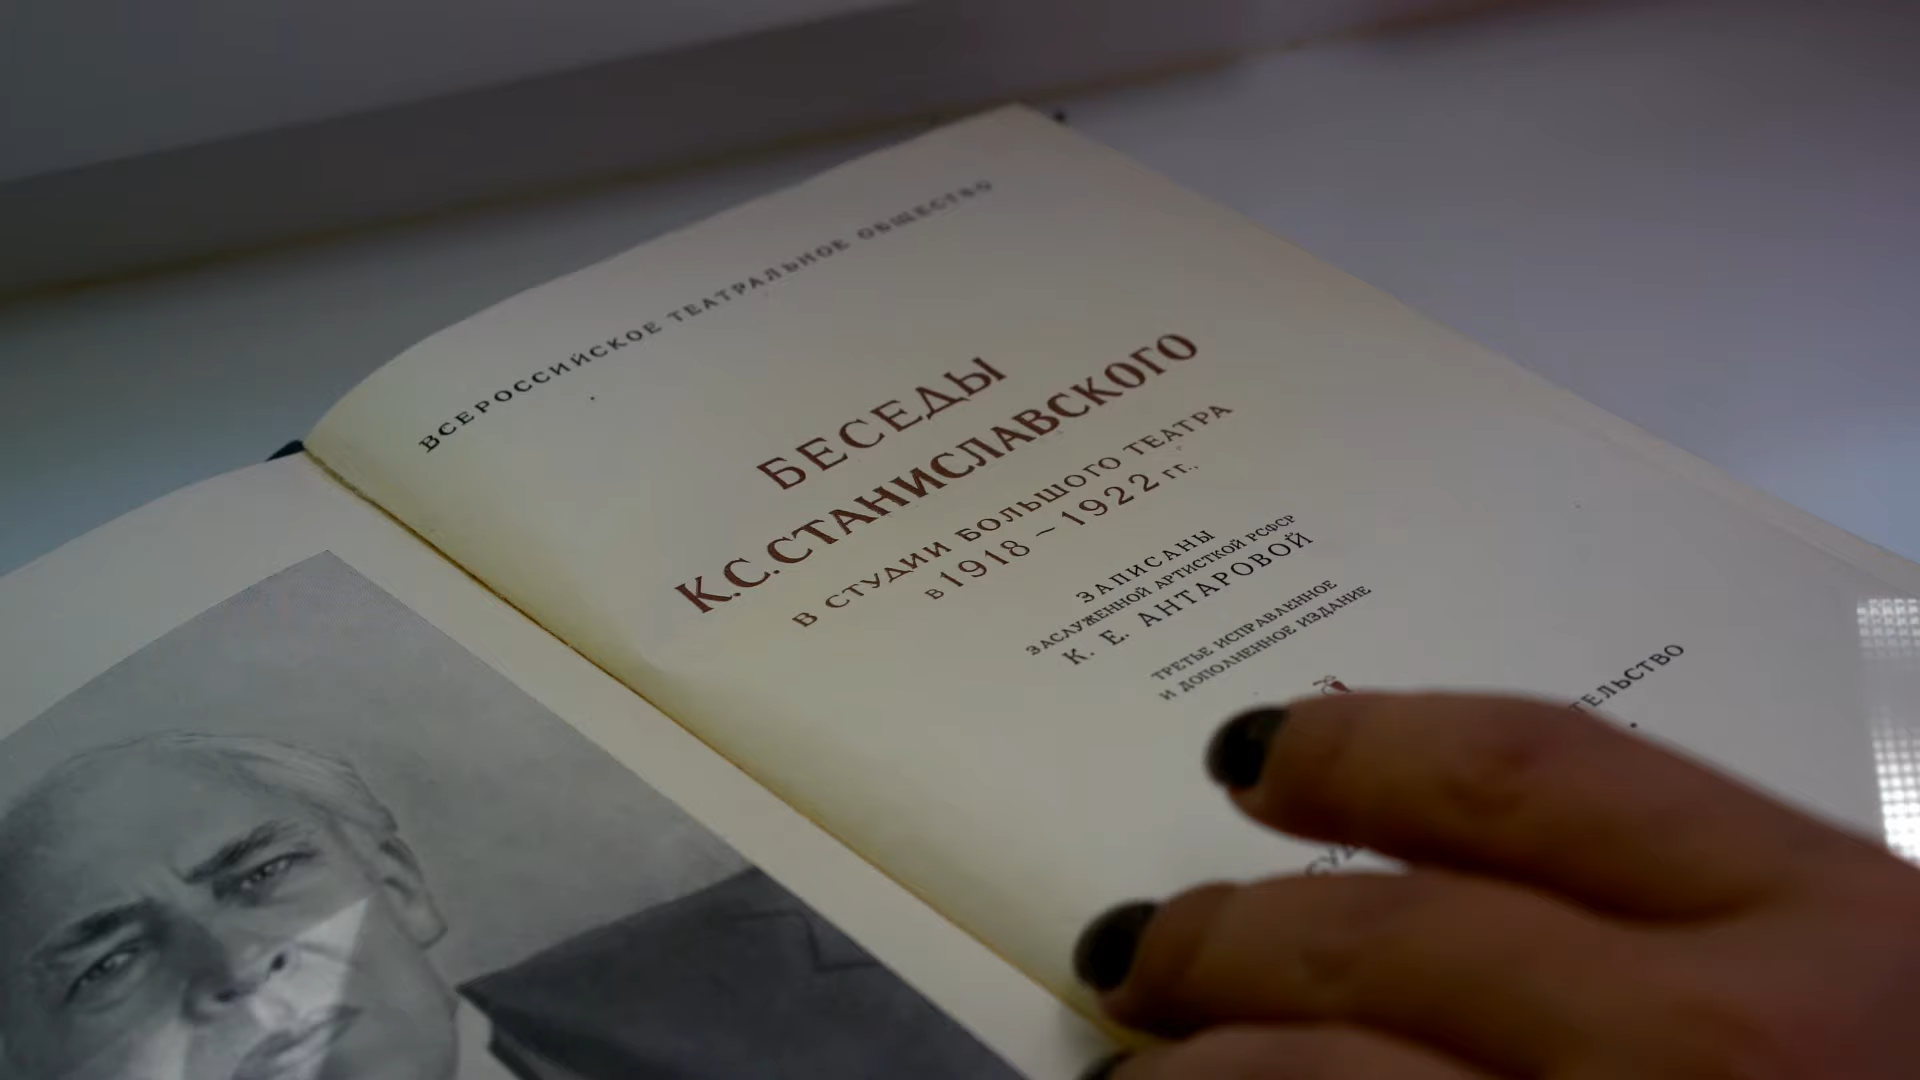 ВСЕРОССИЙСКОЕ ТЕАТРАЛЬНОЕ ОБЩЕСТВО
БЕСЕДЫ
К.С.СТАНИСЛАВСКОГО
В СТУДИИ БОЛЬШОГО ТЕАТРА
В 1918 – 1922 гг.,
ЗАПИСАНЫ
ЗАСЛУЖЕННОЙ АРТИСТКОЙ РСФСР
К. Е. АНТАРОВОЙ
ТРЕТЬЕ ИСПРАВЛЕННОЕ
И ДОПОЛНЕННОЕ ИЗДАНИЕ
ТЕЛЬСТВО